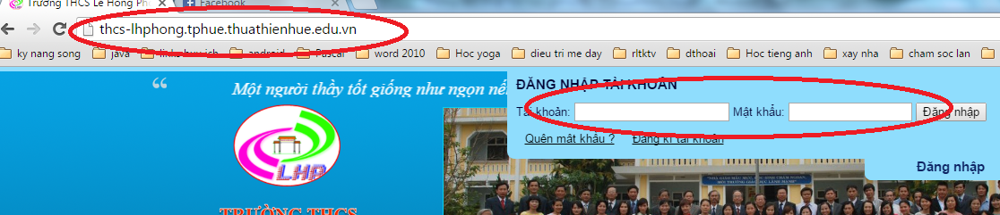 Trường THCS Lê Hồng Ph
Facebook
thcs-lhphong.tphue.thuathienhue.edu.vn
ky nang song java android Pascal word 2010 Hoc yoga dieu tri me day rltktv dthoai Hoc tieng anh xay nha cham soc lan
“
Một người thầy tốt giống như ngọn nế
ĐĂNG NHẬP TÀI KHOẢN
Tài khoản: Mật khẩu: Đăng nhập
Quên mât khẩu ? Đăng kí tài khoản
Đăng nhập
LHP
TRƯỜNG THCS